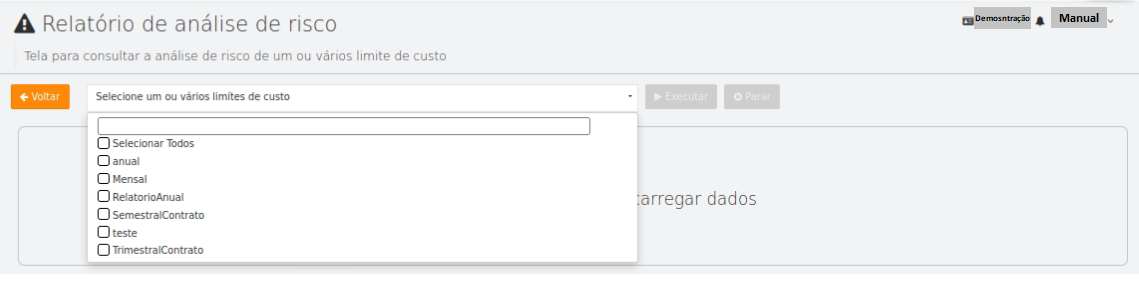 Relatório de análise de risco
Demosntração
Manual
Tela para consultar a análise de risco de um ou vários limite de custo
Voltar
Selecione um ou vários limítes de custo
Executar
Parar
Selecionar Todos
anual
Mensal
RelatorioAnual
SemestralContrato
teste
TrimestralContrato
carregar dados